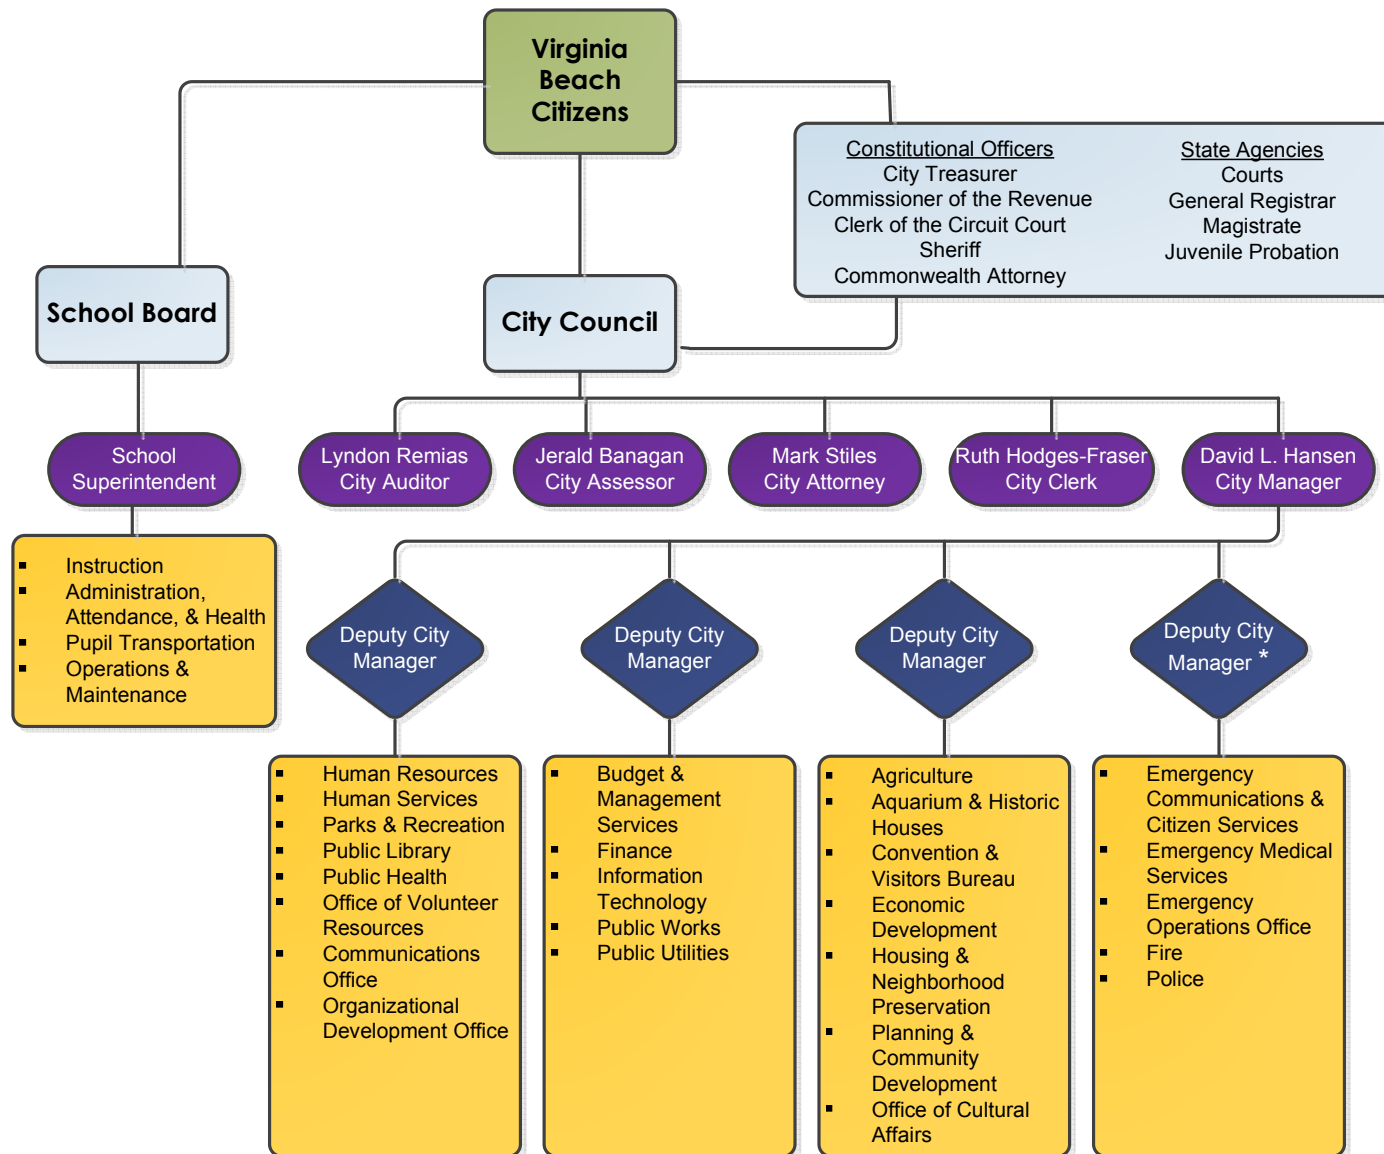 Virginia
Beach
Citizens
Constitutional Officers
City Treasurer
Commissioner of the Revenue
Clerk of the Circuit Court
Sheriff
Commonwealth Attorney
State Agencies
Courts
General Registrar
Magistrate
Juvenile Probation
School Board
City Council
School
Superintendent
Lyndon Remias
City Auditor
Jerald Banagan
City Assessor
Mark Stiles
City Attorney
Ruth Hodges-Fraser
City Clerk
David L. Hansen
City Manager
▪ Instruction
▪ Administration,
Attendance, & Health
▪ Pupil Transportation
▪ Operations &
Maintenance
Deputy City
Manager
Deputy City
Manager
Deputy City
Manager
Deputy City
Manager *
▪ Human Resources
▪ Human Services
▪ Parks & Recreation
▪ Public Library
▪ Public Health
▪ Office of Volunteer
Resources
▪ Communications
Office
▪ Organizational
Development Office
▪ Budget &
Management
Services
▪ Finance
▪ Information
Technology
▪ Public Works
▪ Public Utilities
▪ Agriculture
▪ Aquarium & Historic
Houses
▪ Convention &
Visitors Bureau
▪ Economic
Development
▪ Housing &
Neighborhood
Preservation
▪ Planning &
Community
Development
▪ Office of Cultural
Affairs
▪ Emergency
Communications &
Citizen Services
▪ Emergency Medical
Services
▪ Emergency
Operations Office
▪ Fire
▪ Police